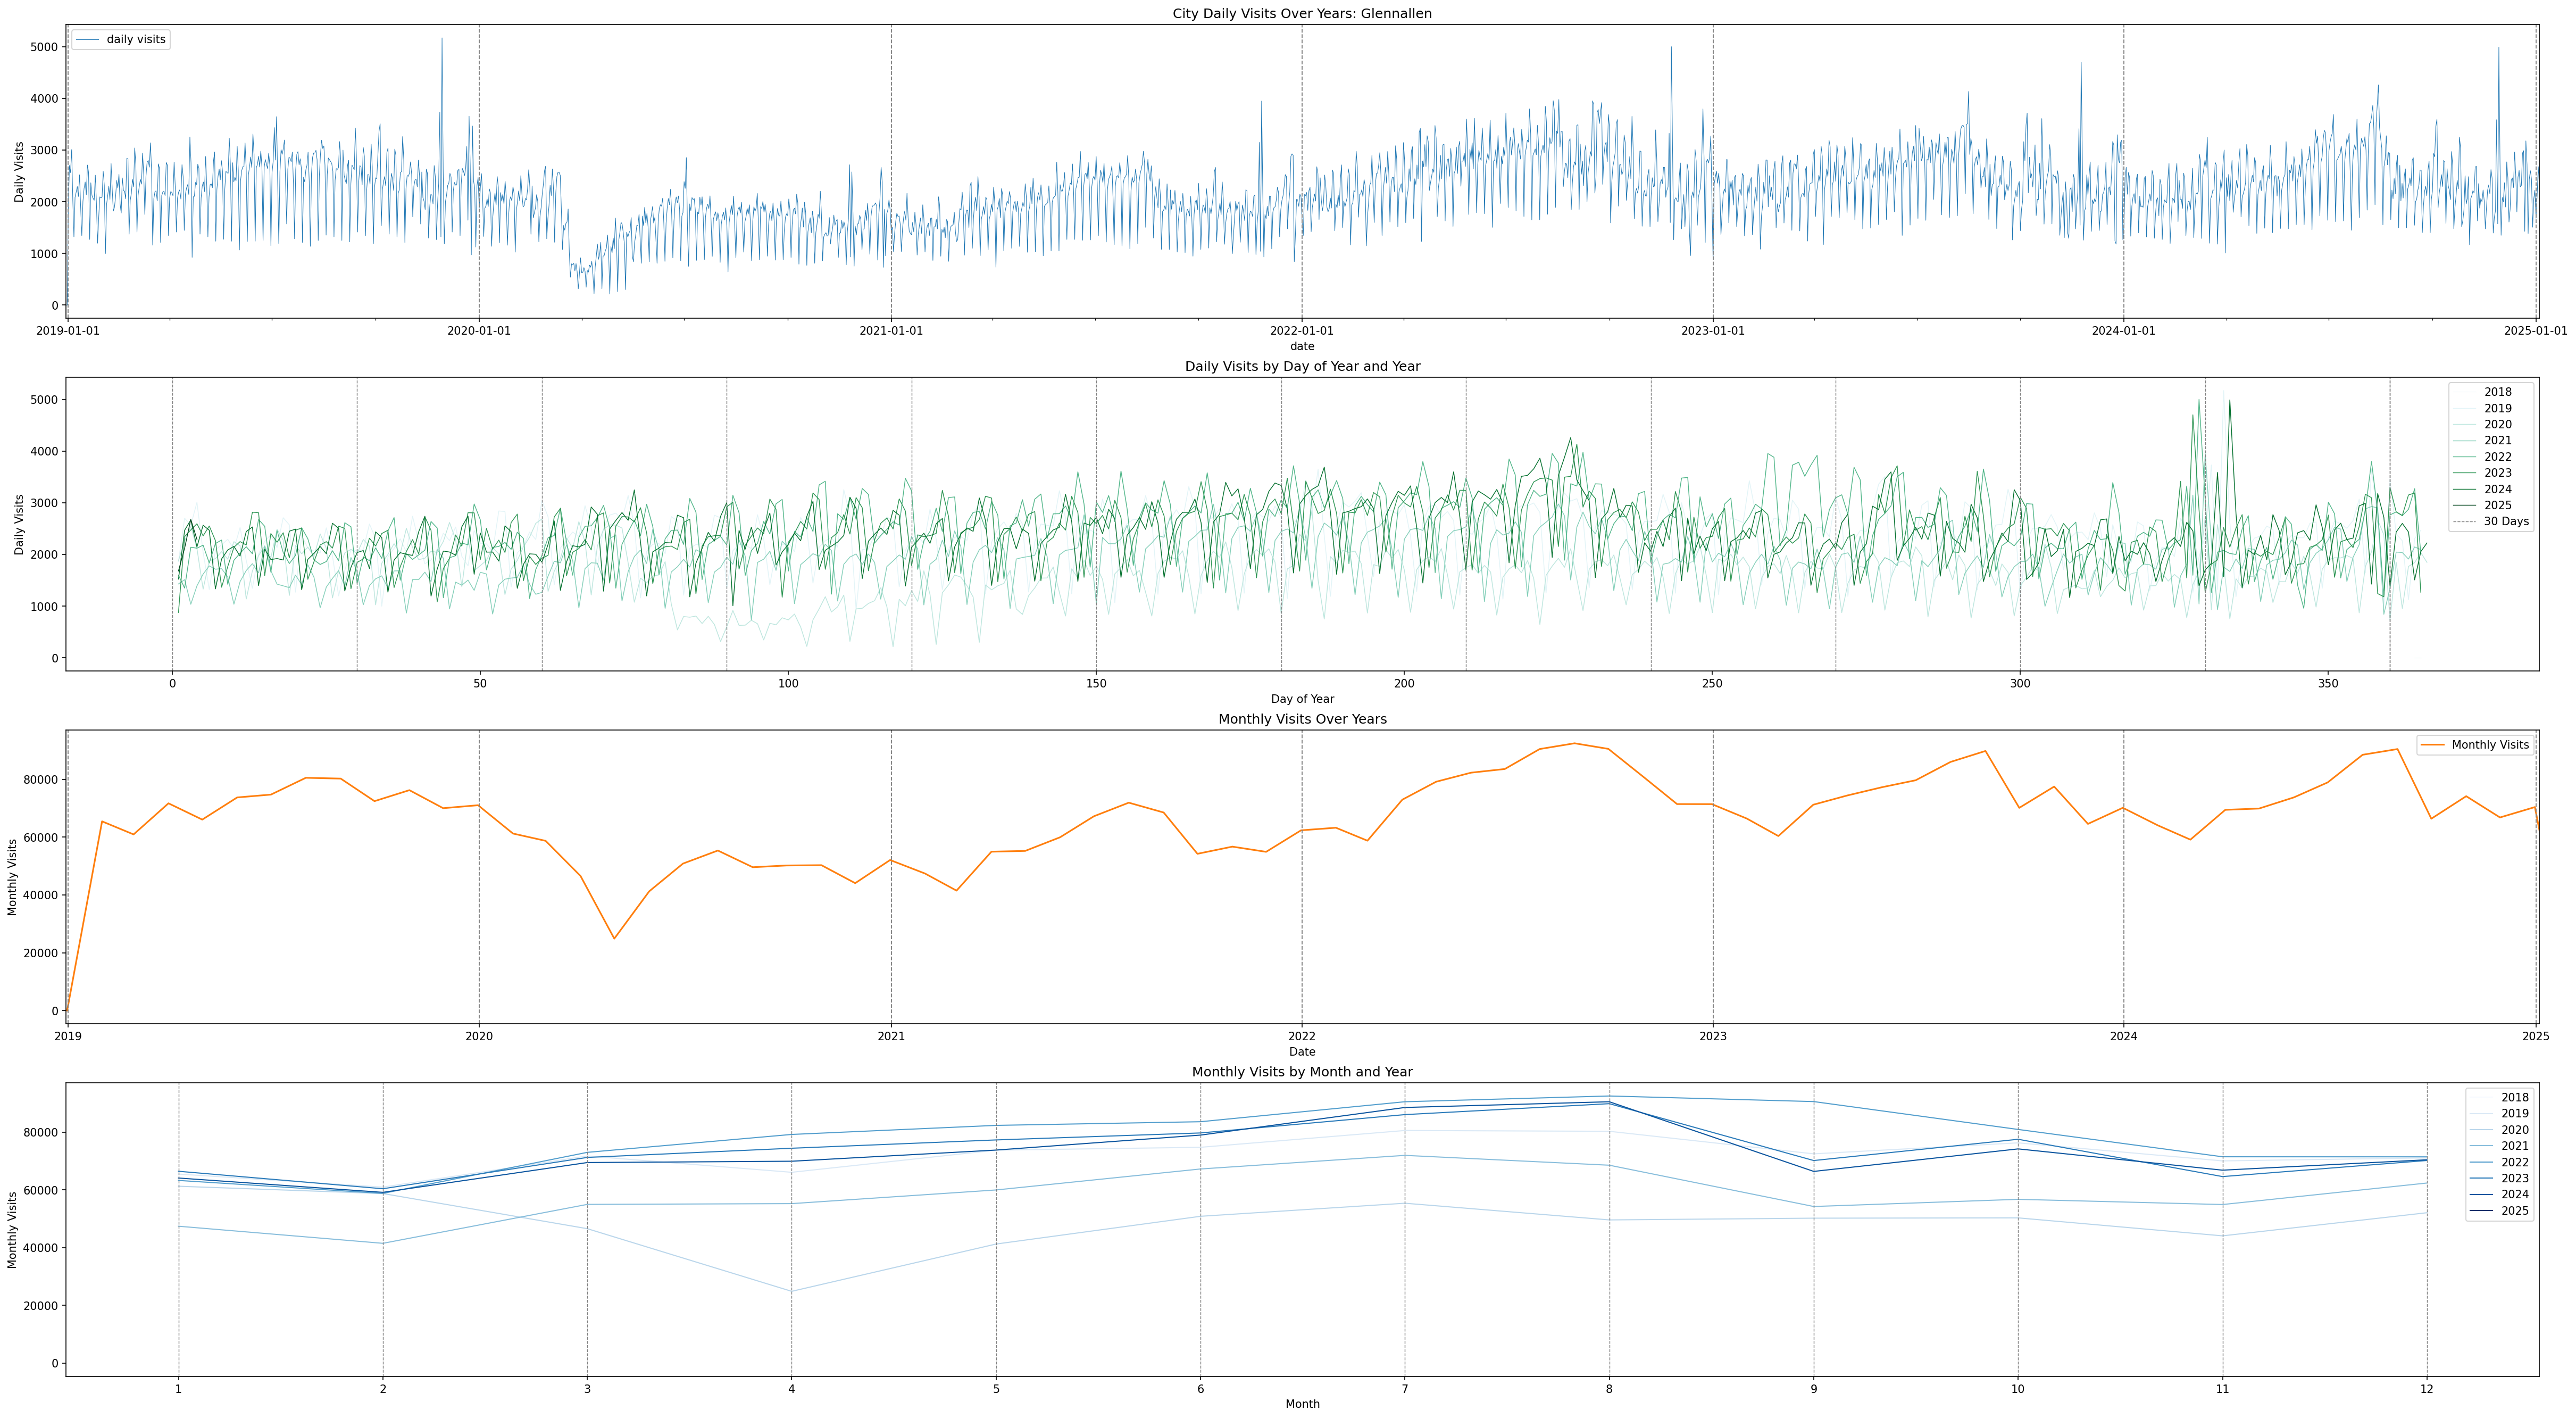 City Daily Visits Over Years: Glennallen
daily visits
Daily Visits
5000
4000
3000
2000
1000
0
2019-01-01 2020-01-01 2021-01-01 2022-01-01 2023-01-01 2024-01-01 2025-01-01
date
Daily Visits by Day of Year and Year
Daily Visits
5000
4000
3000
2000
1000
0
2018
2019
2020
2021
2022
2023
2024
2025
30 Days
0 50 100 150 200 250 300 350
Day of Year
Monthly Visits Over Years
Monthly Visits
Monthly Visits
80000
60000
40000
20000
0
2019 2020 2021 2022 2023 2024 2025
Date
Monthly Visits by Month and Year
Monthly Visits
80000
60000
40000
20000
0
2018
2019
2020
2021
2022
2023
2024
2025
1 2 3 4 5 6 7 8 9 10 11 12
Month